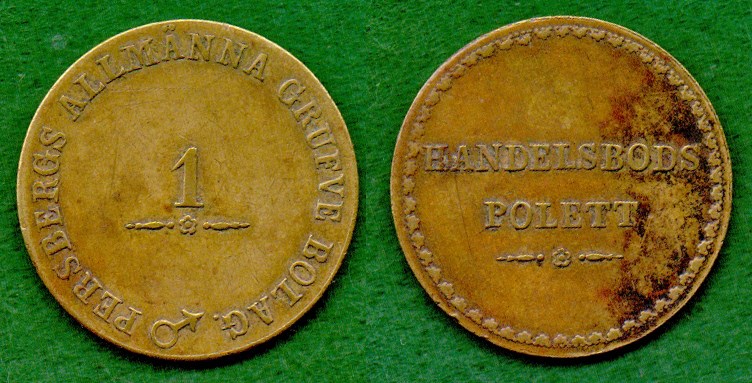 PERSBERGS ALLMÄNNA GRUFVE BOLAG.
1
HANDELSBODS
POLETT